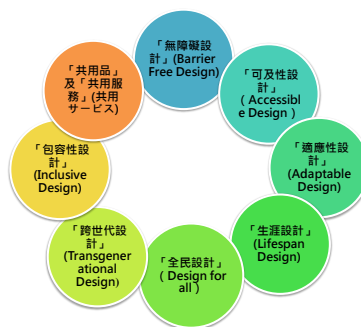 「無障礙設
計」(Barrier
Free Design)
「可及性設
計」
( Accessibl
e Design )
「適應性設
計」
(Adaptable
Design)
「生涯設計」
(Lifespan
Design)
「全民設計」
( Design for
all )
「跨世代設
計」
(Transgener
ational
Design)
「包容性設
計」
(Inclusive
Design)
「共用品」
及「共用服
務」(共用
サービス)